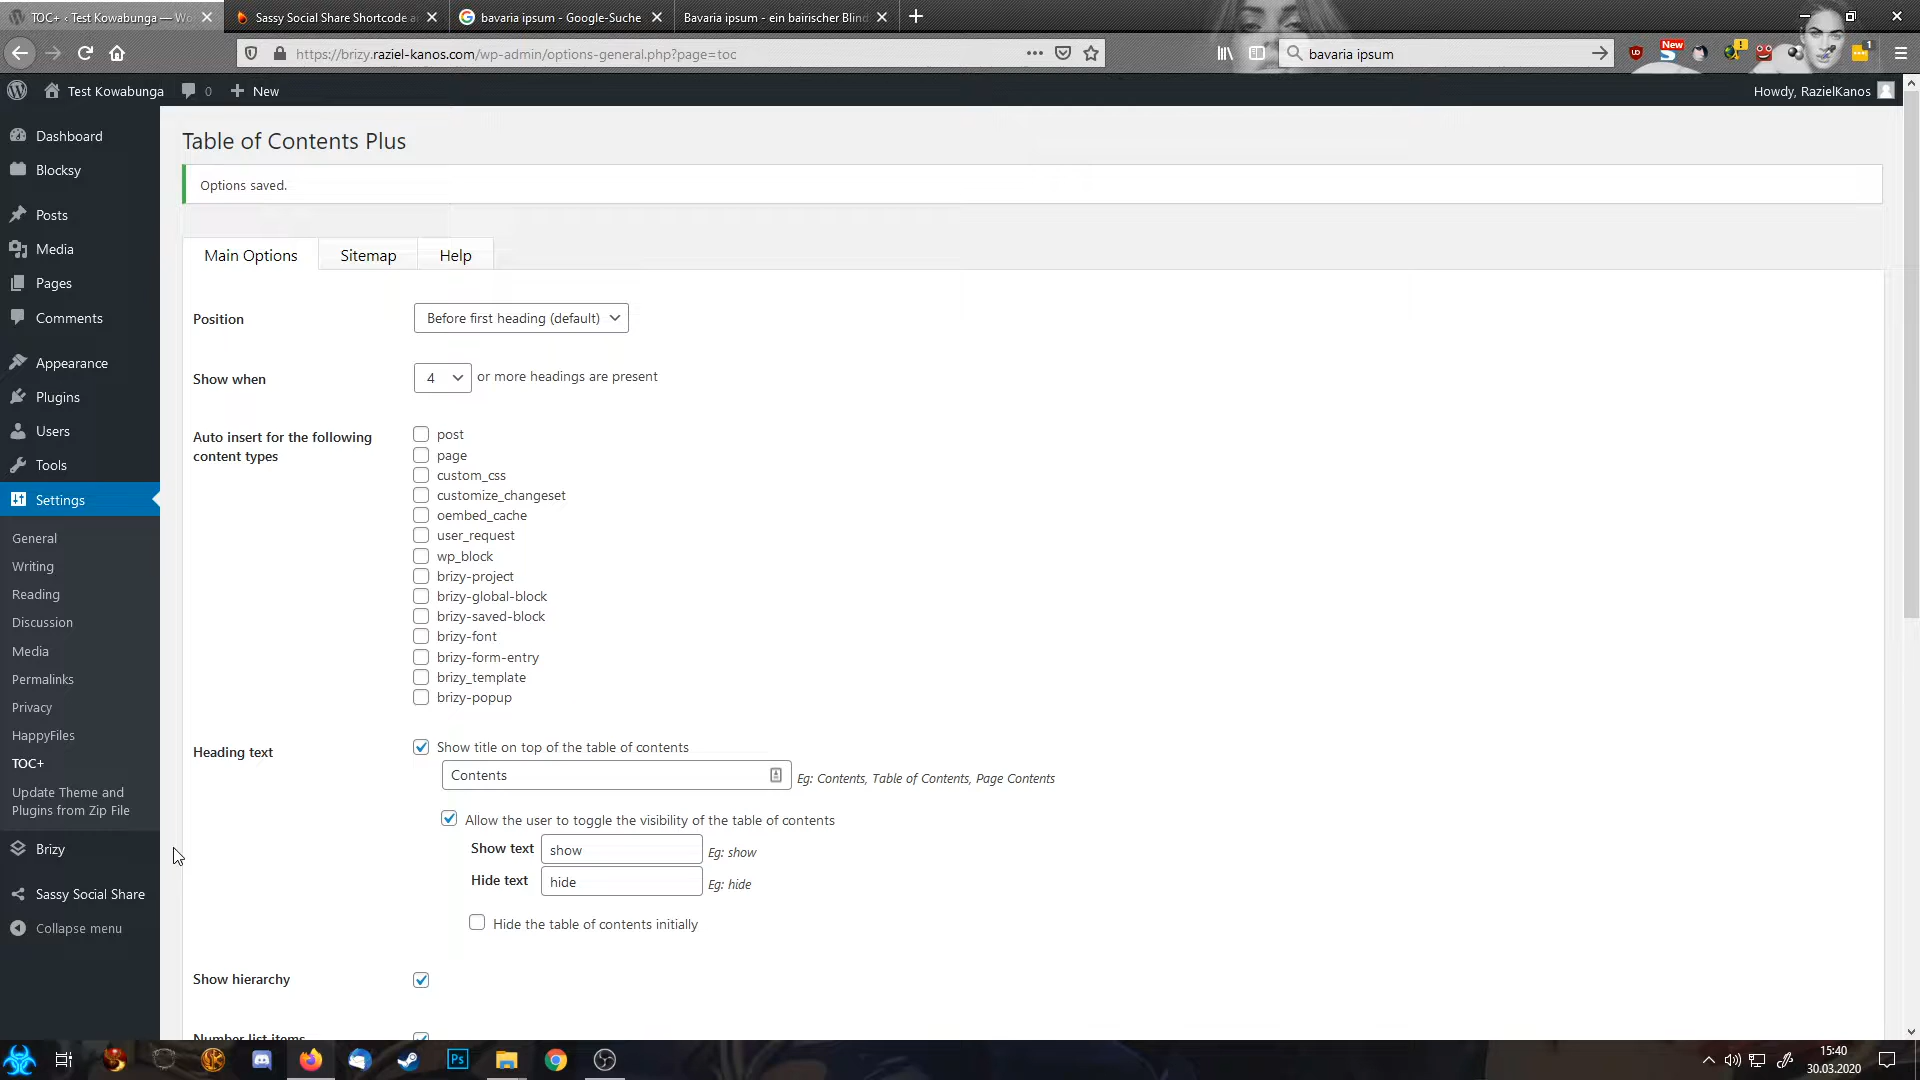 TOC+ ‹ Test Kowabunga — Wo
Sassy Social Share Shortcode a
bavaria ipsum - Google-Suche
Bavaria ipsum - ein bairischer Blind
https://brizy.raziel-kanos.com/wp-admin/options-general.php?page=toc
bavaria ipsum
New
1
Test Kowabunga
0
New
Howdy, RazielKanos
Dashboard
Blocksy
Posts
Media
Pages
Comments
Appearance
Plugins
Users
Tools
Settings
General
Writing
Reading
Discussion
Media
Permalinks
Privacy
HappyFiles
TOC+
Update Theme and
Plugins from Zip File
Brizy
Sassy Social Share
Collapse menu
Table of Contents Plus
Options saved.
Main Options
Sitemap
Help
Position
Before first heading (default)
Show when
4
or more headings are present
Auto insert for the following
content types
post
page
custom_css
customize_changeset
oembed_cache
user_request
wp_block
brizy-project
brizy-global-block
brizy-saved-block
brizy-font
brizy-form-entry
brizy_template
brizy-popup
Heading text
Show title on top of the table of contents
Contents
Eg: Contents, Table of Contents, Page Contents
Allow the user to toggle the visibility of the table of contents
Show text
show
Eg: show
Hide text
hide
Eg: hide
Hide the table of contents initially
Show hierarchy
Number list items
Ps
15:40
30.03.2020